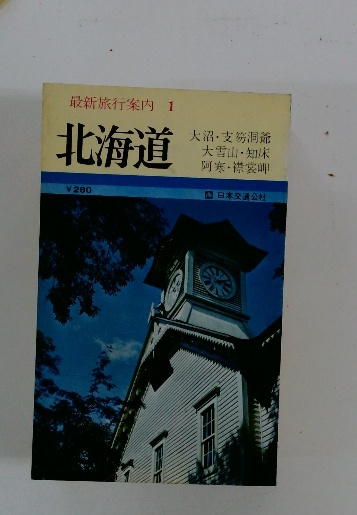 最新旅行案内 1
北海道
大沼・支笏洞爺
大雪山・知床
阿寒・襟裳岬
¥280
日本交通公社